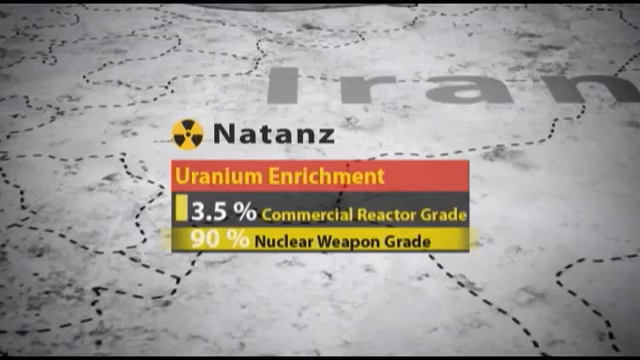 Iran
Natanz
Uranium Enrichment
3.5 % Commercial Reactor Grade
90 % Nuclear Weapon Grade